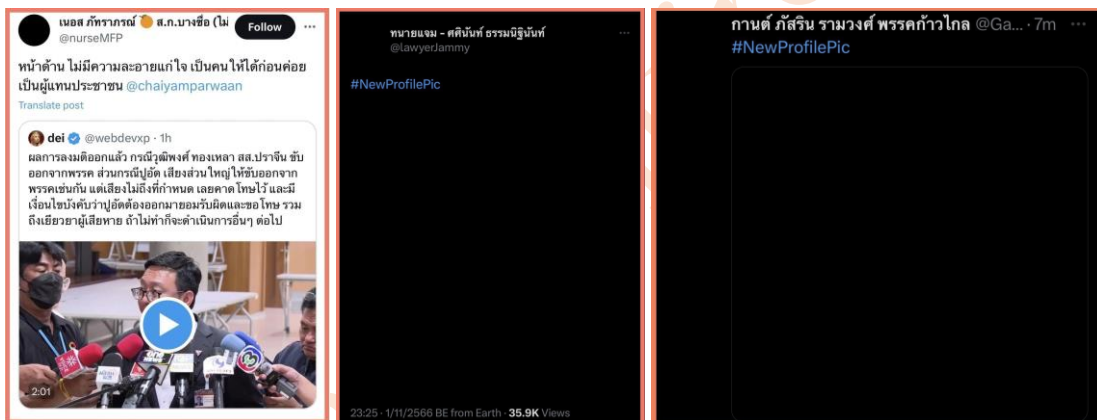 เนอส ภัทราภรณ์ ส.ก.บางซื่อ (ไม่
@nurseMFP
Follow
หน้าด้าน ไม่มีความละอายแก่ใจ เป็นคนให้ได้ก่อนค่อย
เป็นผู้แทนประชาชน @chaiyamparwaan
Translate post
dei @webdevxp · 1h
ผลการลงมติออกแล้ว กรณีวุฒิพงศ์ ทองเหลา สส.ปราจีน ขับ
ออกจากพรรค ส่วนกรณีปูอัด เสียงส่วนใหญ่ให้ขับออกจาก
พรรคเช่นกัน แต่เสียงไม่ถึงที่กำหนด เลยคาดโทษไว้ และมี
เงื่อนไขบังคับว่าปูอัดต้องออกมายอมรับผิดและขอโทษ รวม
ถึงเยียวยาผู้เสียหาย ถ้าไม่ทำก็จะดำเนินการอื่นๆ ต่อไป
2:01
ทนายแจม - ศศินันท์ ธรรมนิฐินันท์
@lawyerJammy
#NewProfilePic
23:25 · 1/11/2566 BE from Earth · 35.9K Views
กานต์ ภัสริน รามวงศ์ พรรคก้าวไกล @Ga... · 7m
#NewProfilePic